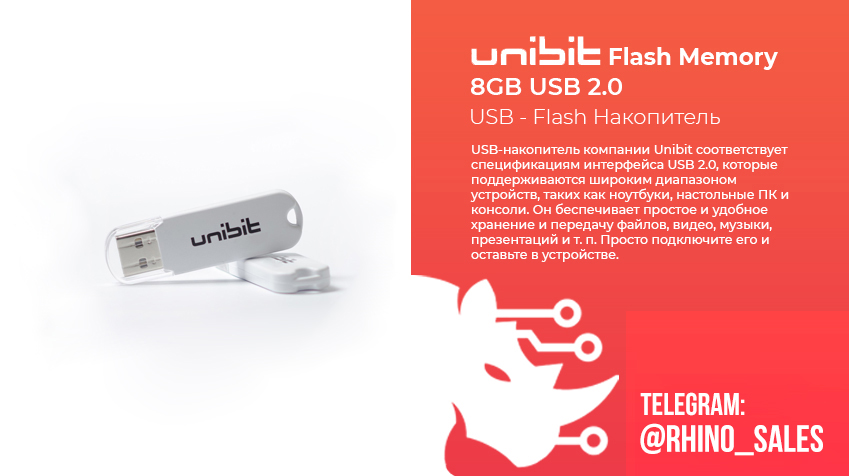 unibit Flash Memory
8GB USB 2.0
USB - Flash Накопитель
USB-накопитель компании Unibit соответствует
спецификациям интерфейса USB 2.0, которые
поддерживаются широким диапазоном
устройств, таких как ноутбуки, настольные ПК и
консоли. Он беспечивает простое и удобное
хранение и передачу файлов, видео, музыки,
презентаций и т. п. Просто подключите его и
оставьте в устройстве.
unibit
TELEGRAM:
@RHINO_SALES